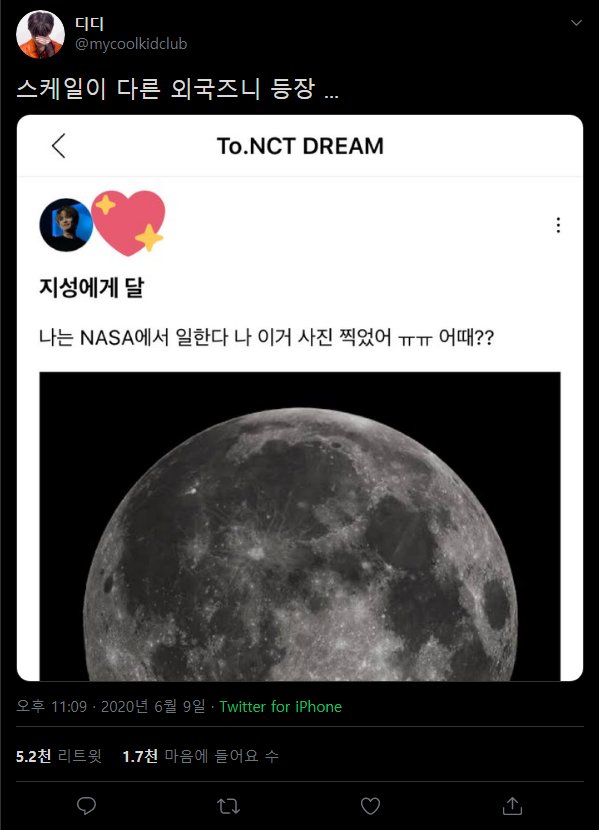 디디
@mycoolkidclub
스케일이 다른 외국즈니 등장 ...
To.NCT DREAM
지성에게 달
나는 NASA에서 일한다 나 이거 사진 찍었어 ㅠㅠ 어때??
오후 11:09 · 2020년 6월 9일 · Twitter for iPhone
5.2천 리트윗 1.7천 마음에 들어요 수